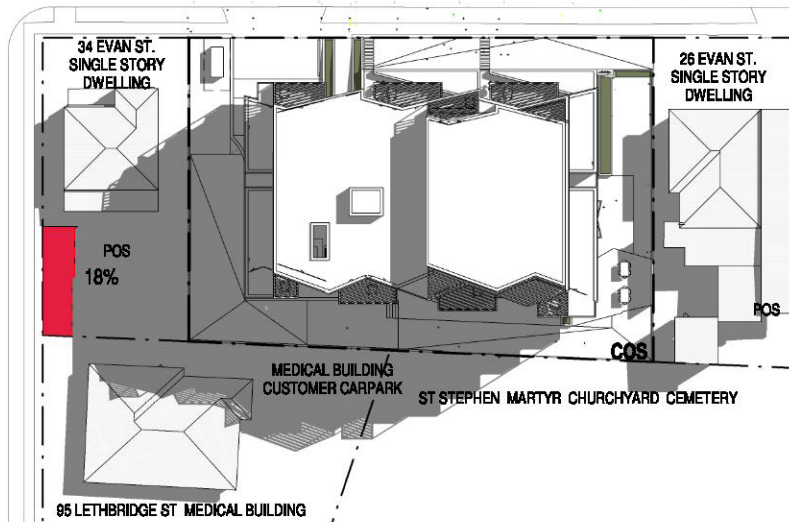 34 EVAN ST.
SINGLE STORY
DWELLING
26 EVAN ST.
SINGLE STORY
DWELLING
POS
18%
POS
COS
MEDICAL BUILDING
CUSTOMER CARPARK
ST STEPHEN MARTYR CHURCHYARD CEMETERY
95 LETHBRIDGE ST MEDICAL BUILDING